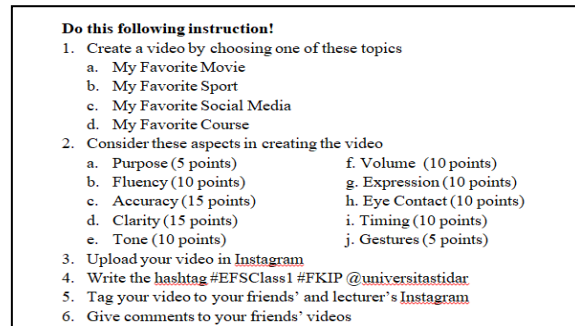 Do this following instruction!
1. Create a video by choosing one of these topics
a. My Favorite Movie
b. My Favorite Sport
c. My Favorite Social Media
d. My Favorite Course
2. Consider these aspects in creating the video
a. Purpose (5 points) f. Volume (10 points)
b. Fluency (10 points) g. Expression (10 points)
c. Accuracy (15 points) h. Eye Contact (10 points)
d. Clarity (15 points) i. Timing (10 points)
e. Tone (10 points) j. Gestures (5 points)
3. Upload your video in Instagram
4. Write the hashtag #EFSClass1 #FKIP @universitastidar
5. Tag your video to your friends’ and lecturer’s Instagram
6. Give comments to your friends’ videos